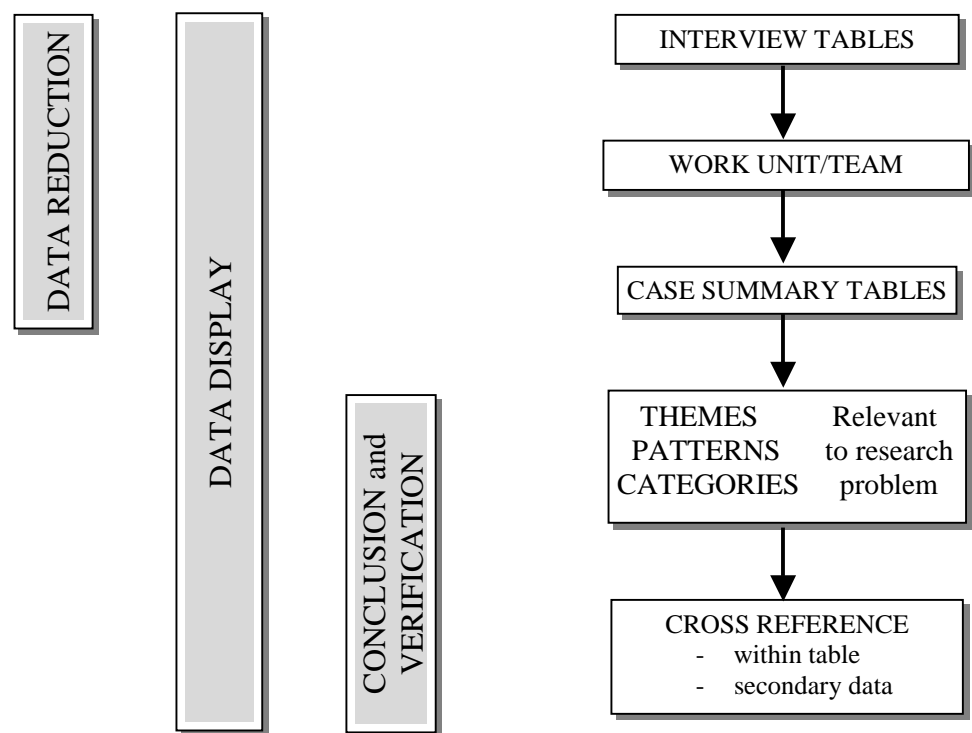 DATA REDUCTION
DATA DISPLAY
CONCLUSION and
VERIFICATION
INTERVIEW TABLES
WORK UNIT/TEAM
CASE SUMMARY TABLES
THEMES Relevant
PATTERNS to research
CATEGORIES problem
CROSS REFERENCE
- within table
- secondary data